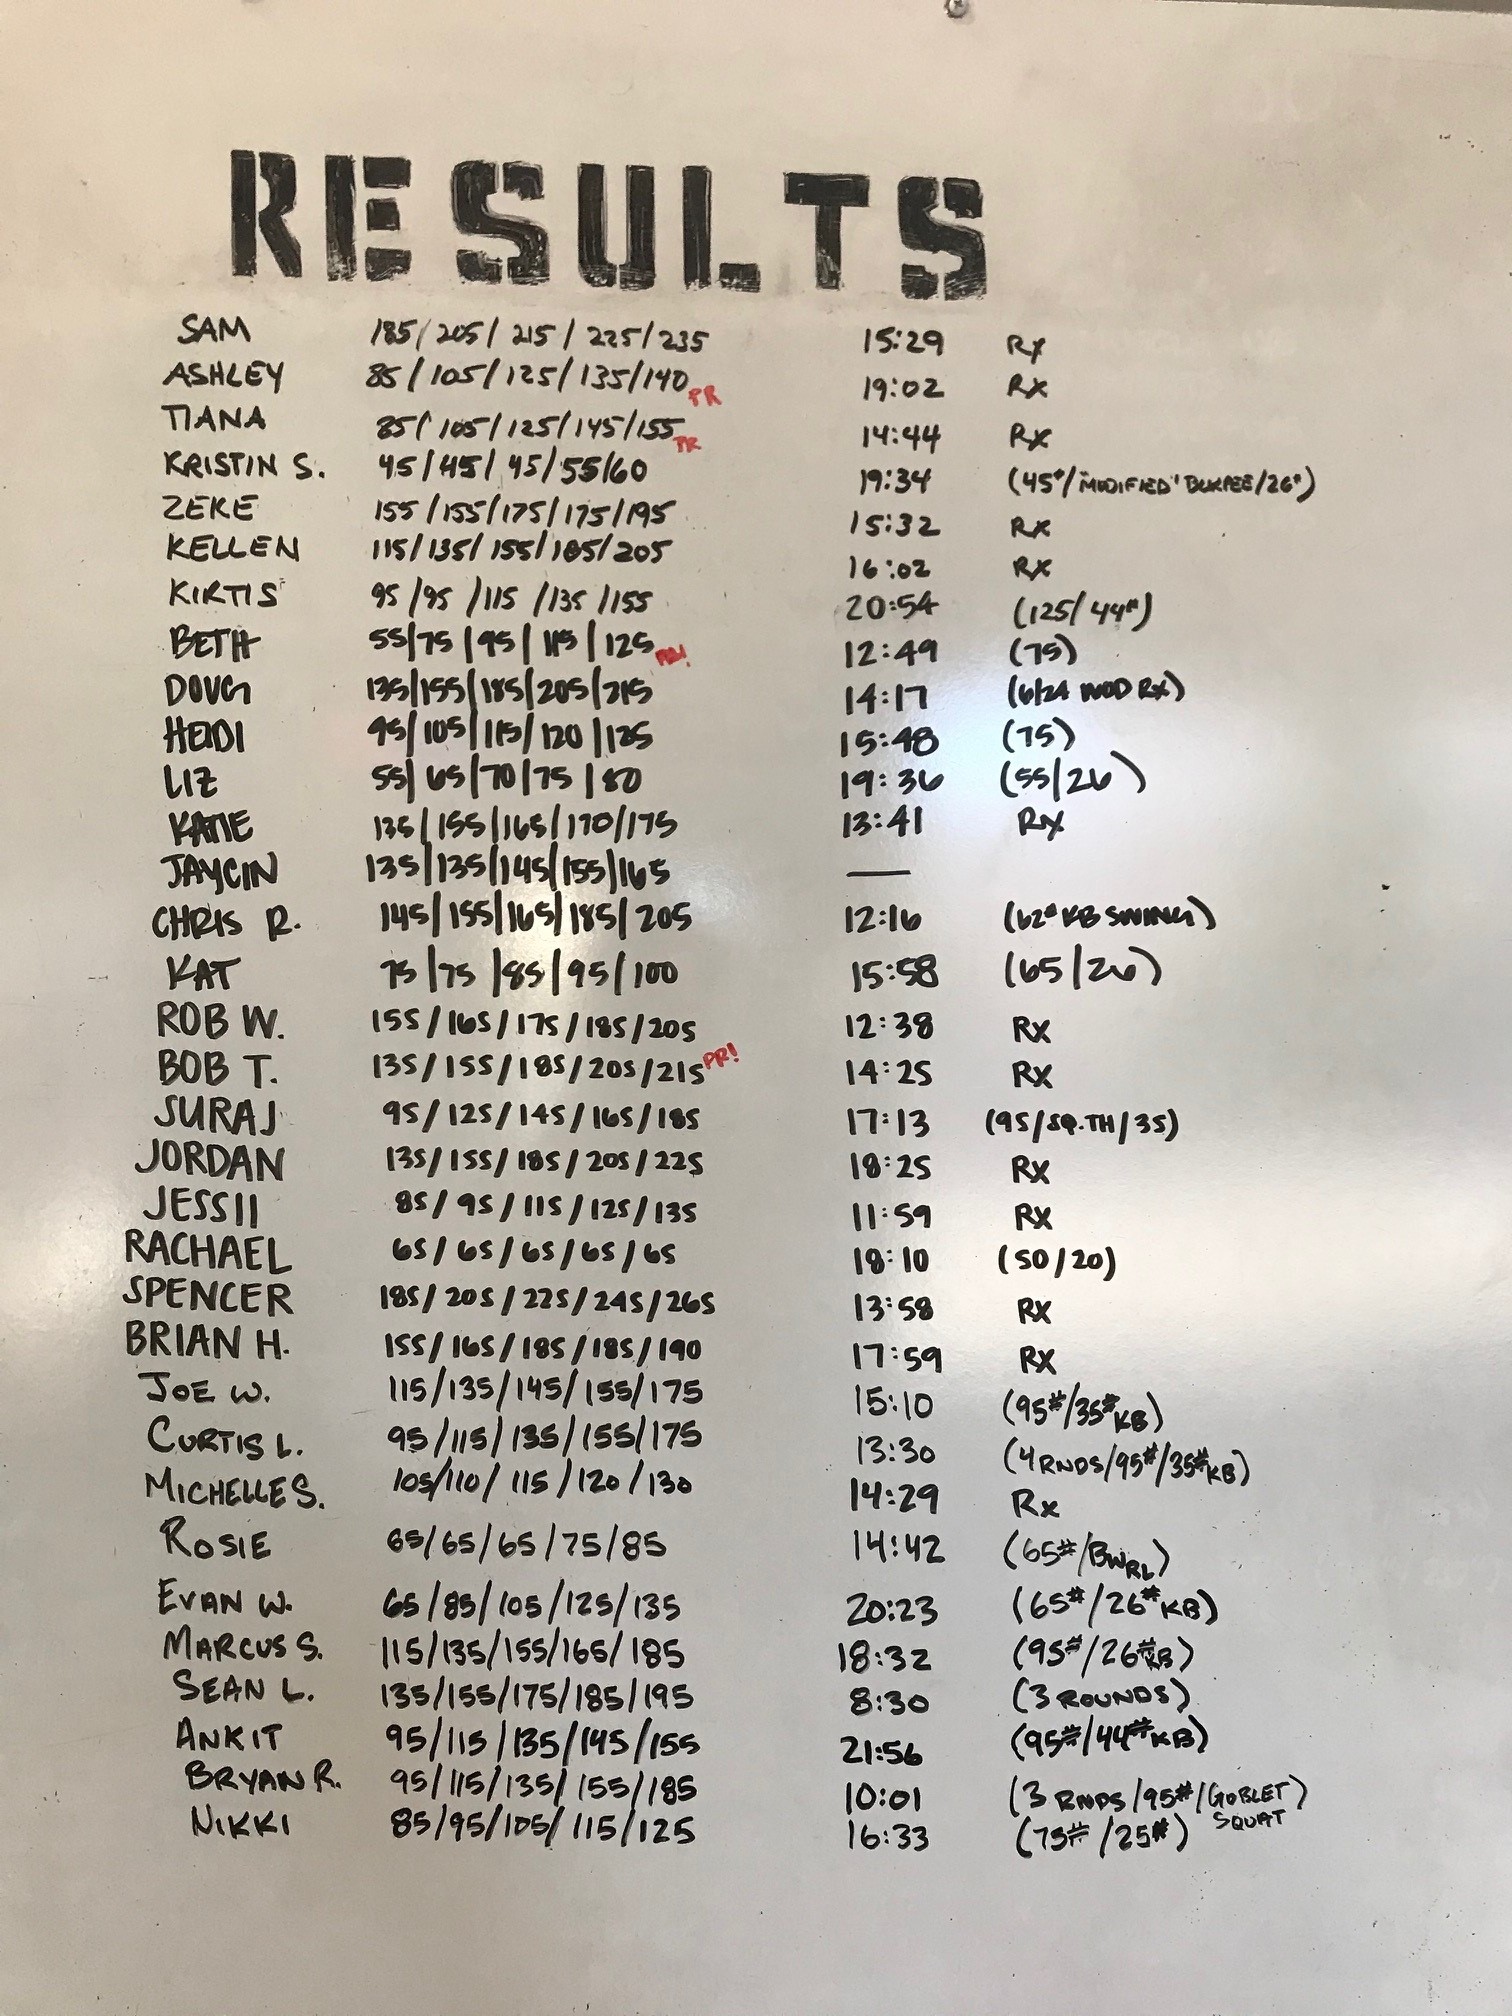 RESULTS
SAM 185/205/215/225/235 15:29 Rx
ASHLEY 85/105/125/135/140 PR 19:02 Rx
TIANA 85/105/125/145/155 PR 14:44 Rx
KRISTIN S. 45/45/45/55/60 19:34 (45#/"MODIFIED" BURPEE/26#)
ZEKE 155/155/175/175/195 15:32 Rx
KELLEN 115/135/155/185/205 16:02 Rx
KIRTIS 95/95/115/135/155 20:54 (125/44#)
BETH 55/75/95/115/125 PR! 12:49 (75)
DOUG 135/155/185/205/215 14:17 (6/24 WOD RX)
HEIDI 95/105/115/120/125 15:48 (75)
LIZ 55/65/70/75/80 19:36 (55/26)
KATIE 135/155/165/170/175 13:41 RX
JAYCIN 135/135/145/155/165 —
CHRIS R. 145/155/165/185/205 12:16 (62# KB SWING)
KAT 75/75/85/95/100 15:58 (65/26)
ROB W. 155/165/175/185/205 12:38 RX
BOB T. 135/155/185/205/215 PR! 14:25 RX
SURAJ 95/125/145/165/185 17:13 (95/SQ.TH/35)
JORDAN 135/155/185/205/225 18:25 RX
JESSII 85/95/115/125/135 11:59 RX
RACHAEL 65/65/65/65/65 18:10 (50/20)
SPENCER 185/205/225/245/265 13:58 RX
BRIAN H. 155/165/185/185/190 17:59 RX
JOE W. 115/135/145/155/175 15:10 (95#/35# KB)
CURTIS L. 95/115/135/155/175 13:30 (4 RNDS/95#/35# KB)
MICHELLE S. 105/110/115/120/130 14:29 Rx
ROSIE 65/65/65/75/85 14:42 (65#/BW RL)
EVAN W. 65/85/105/125/135 20:23 (65#/26# KB)
MARCUS S. 115/135/155/165/185 18:32 (95#/26# KB)
SEAN L. 135/155/175/185/195 8:30 (3 ROUNDS)
ANKIT 95/115/135/145/155 21:56 (95#/44# KB)
BRYAN R. 95/115/135/155/185 10:01 (3 RNDS/95#/GOBLET SQUAT)
NIKKI 85/95/105/115/125 16:33 (75#/25#)